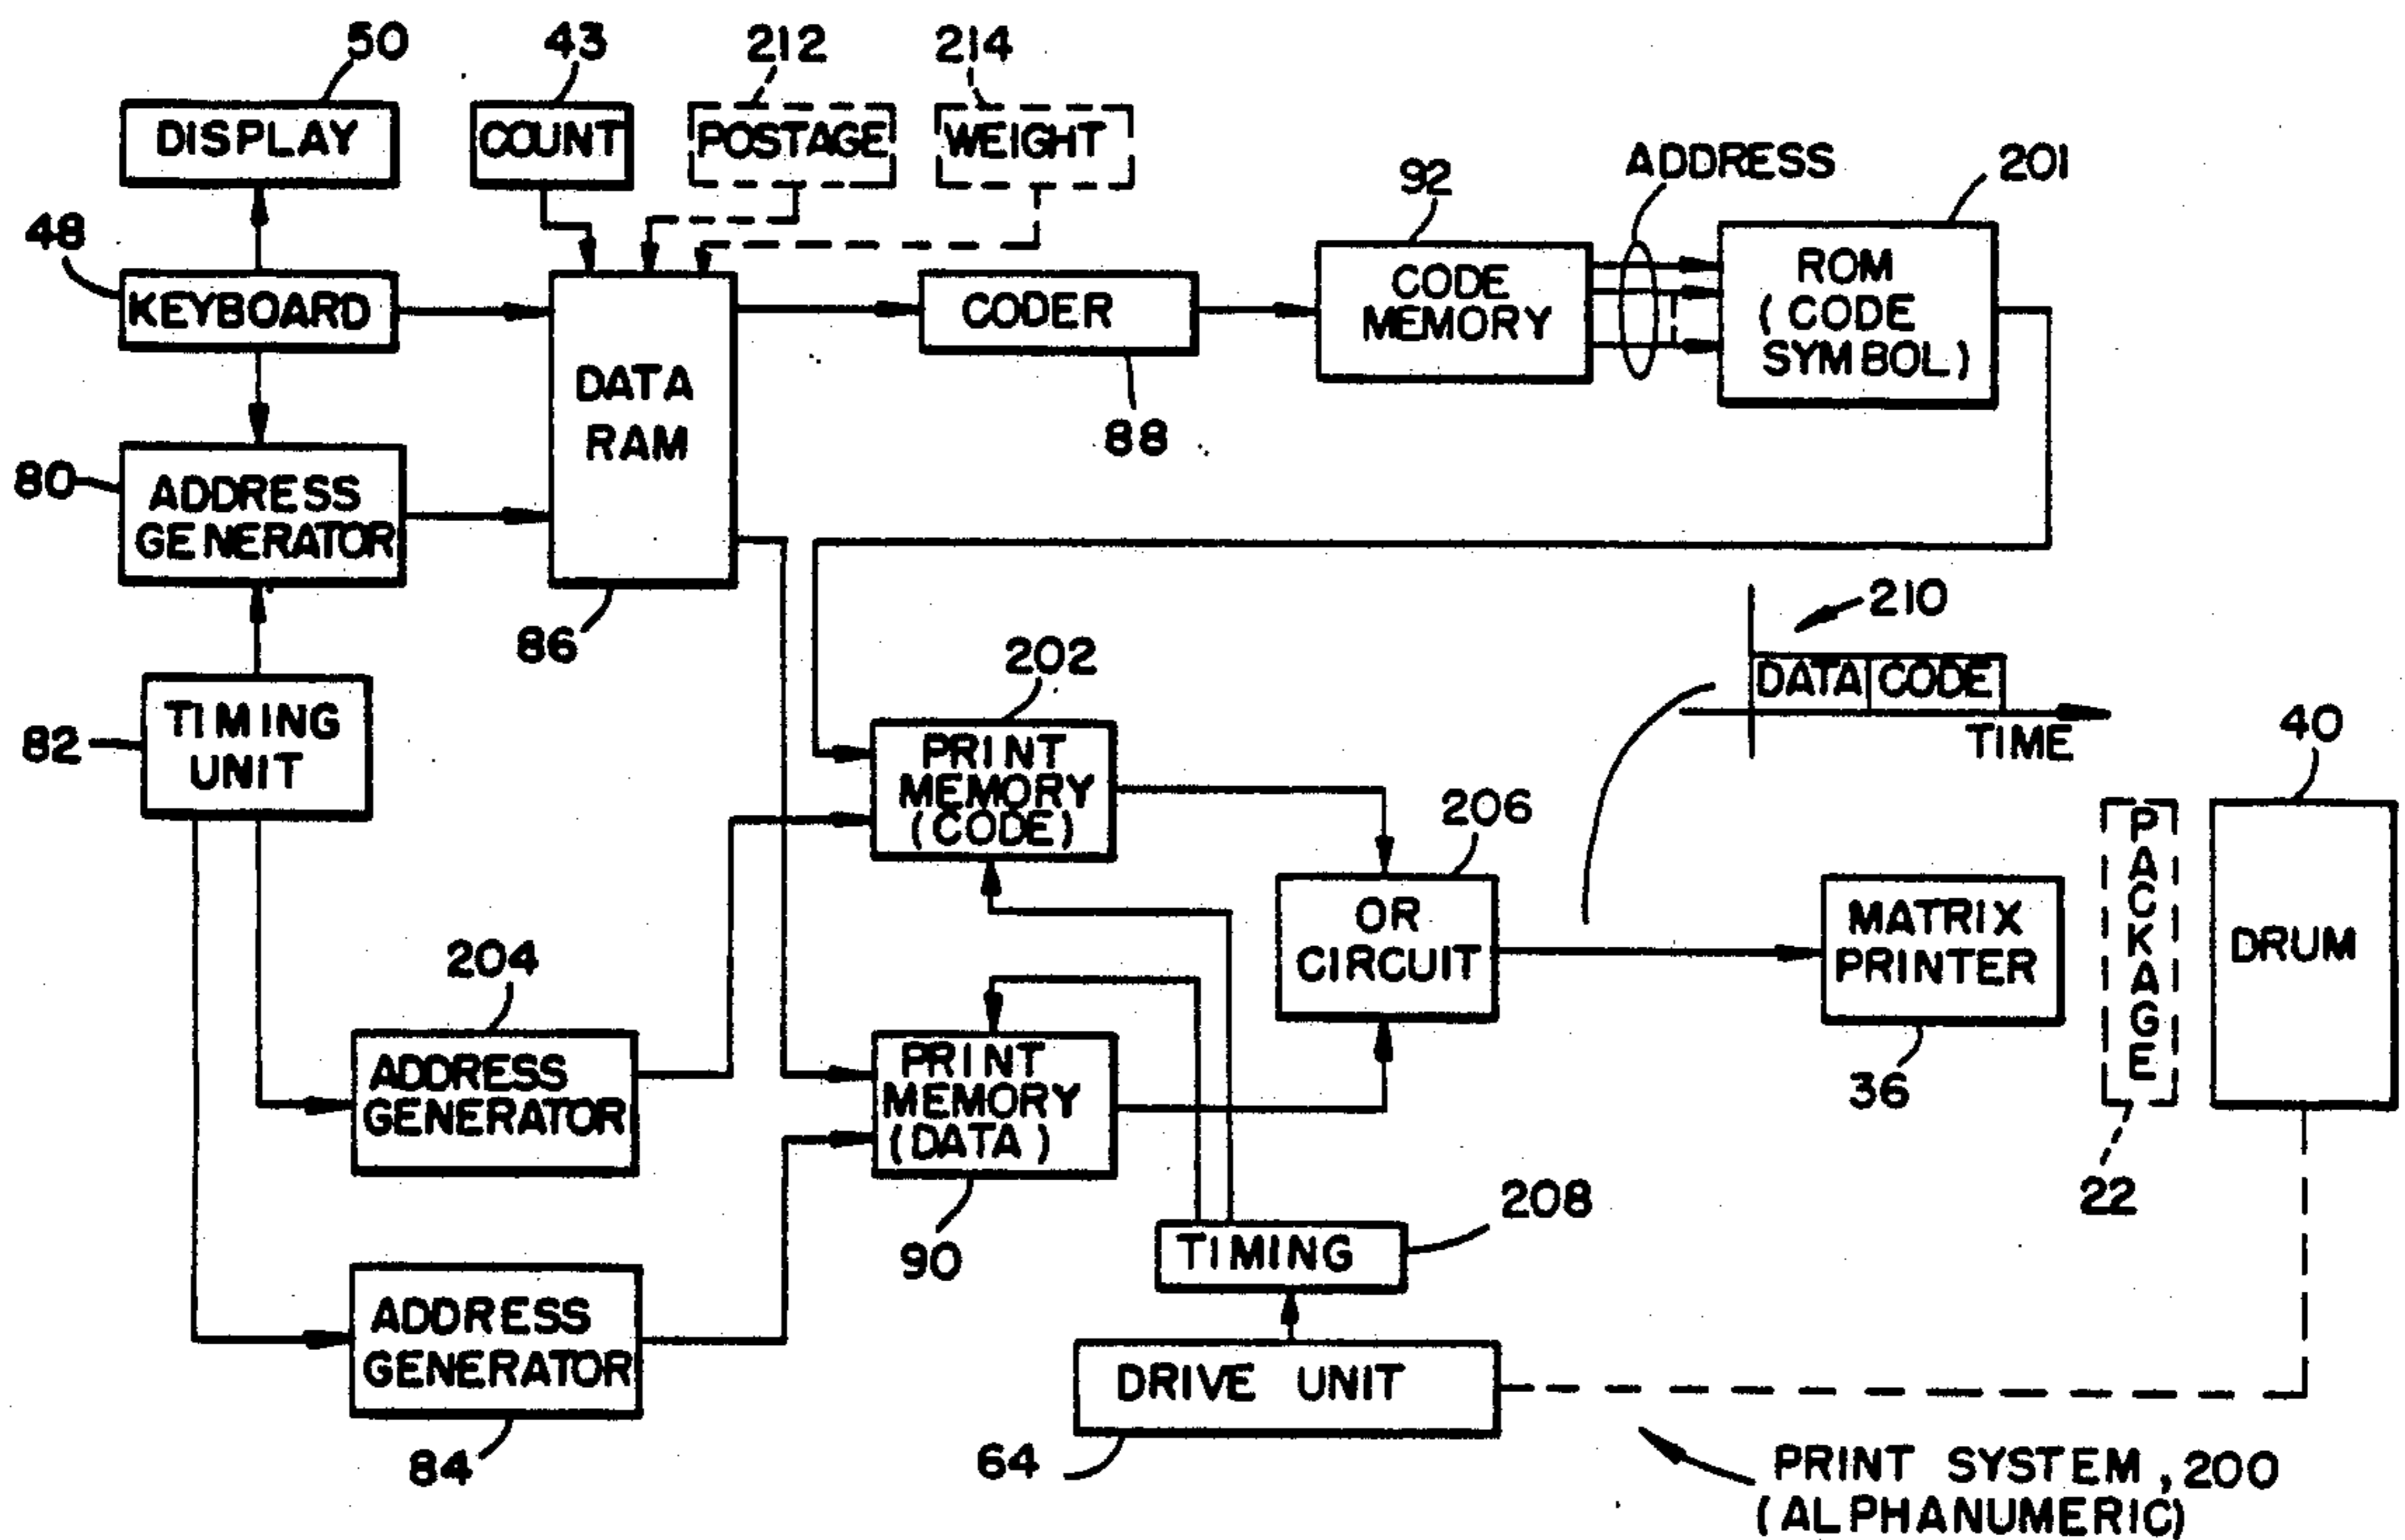 50
43
212
214
DISPLAY
COUNT
POSTAGE
WEIGHT
92
ADDRESS
201
48
KEYBOARD
DATA
RAM
CODER
CODE
MEMORY
ROM
(CODE
SYMBOL)
88
80
ADDRESS
GENERATOR
86
210
202
DATA CODE
TIME
82
TIMING
UNIT
PRINT
MEMORY
(CODE)
206
40
204
OR
CIRCUIT
MATRIX
PRINTER
PACKAGE
DRUM
ADDRESS
GENERATOR
PRINT
MEMORY
(DATA)
36
22
90
208
TIMING
ADDRESS
GENERATOR
DRIVE UNIT
84
64
PRINT SYSTEM, 200
(ALPHANUMERIC)